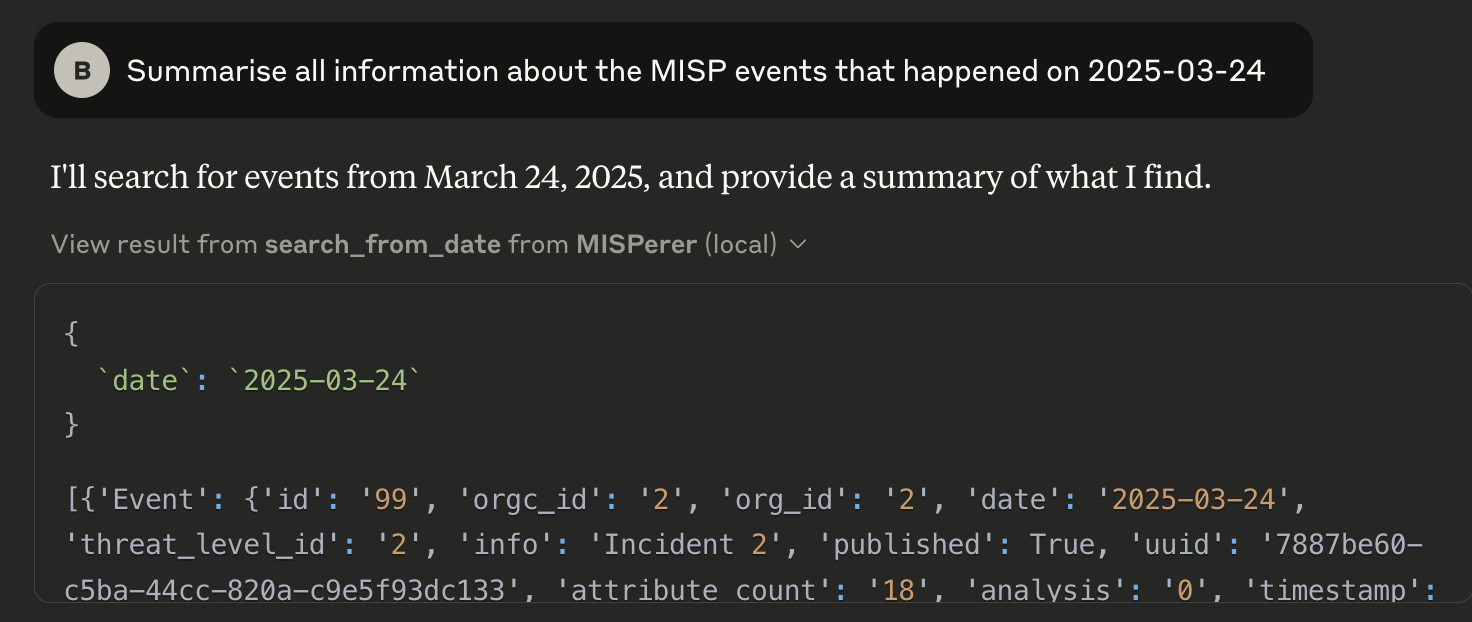 B Summarise all information about the MISP events that happened on 2025-03-24
I'll search for events from March 24, 2025, and provide a summary of what I find.
View result from search_from_date from MISPerer (local)
{
  `date`: `2025-03-24`
}
[{'Event': {'id': '99', 'orgc_id': '2', 'org_id': '2', 'date': '2025-03-24',
'threat_level_id': '2', 'info': 'Incident 2', 'published': True, 'uuid': '7887be60-
c5ba-44cc-820a-c9e5f93dc133', 'attribute_count': '18', 'analysis': '0', 'timestamp':